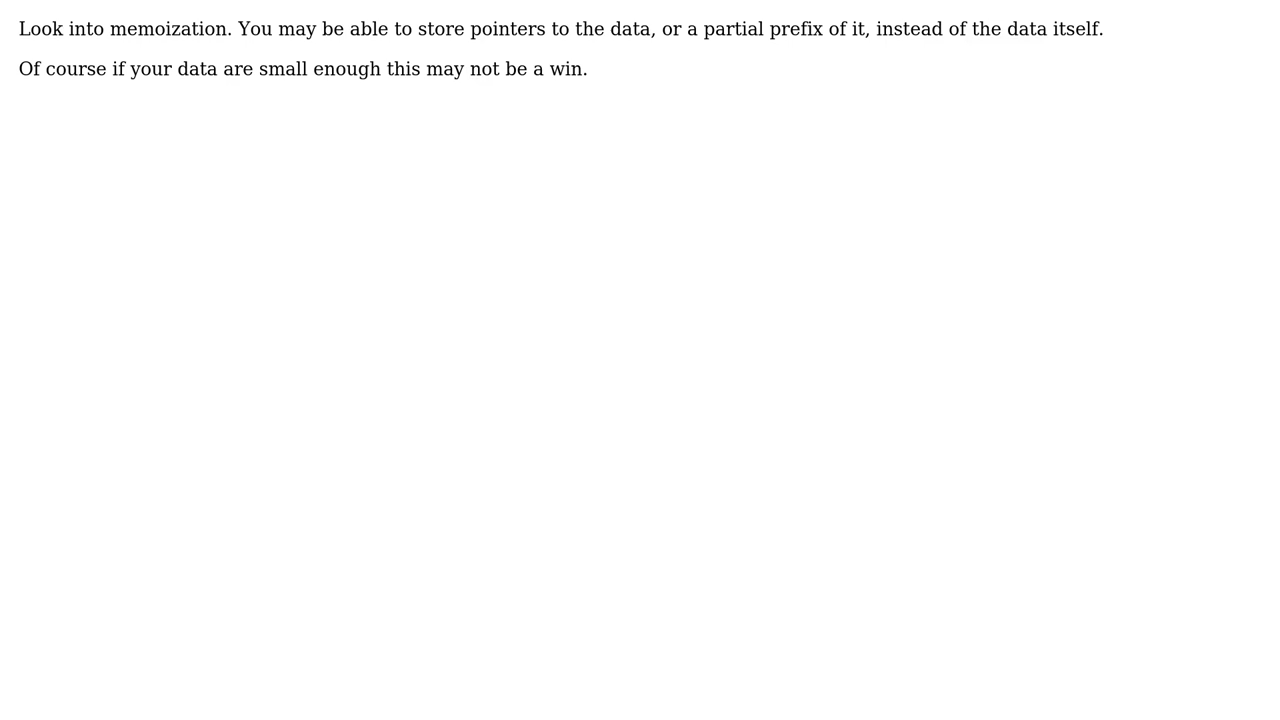 Look into memoization. You may be able to store pointers to the data, or a partial prefix of it, instead of the data itself.
Of course if your data are small enough this may not be a win.